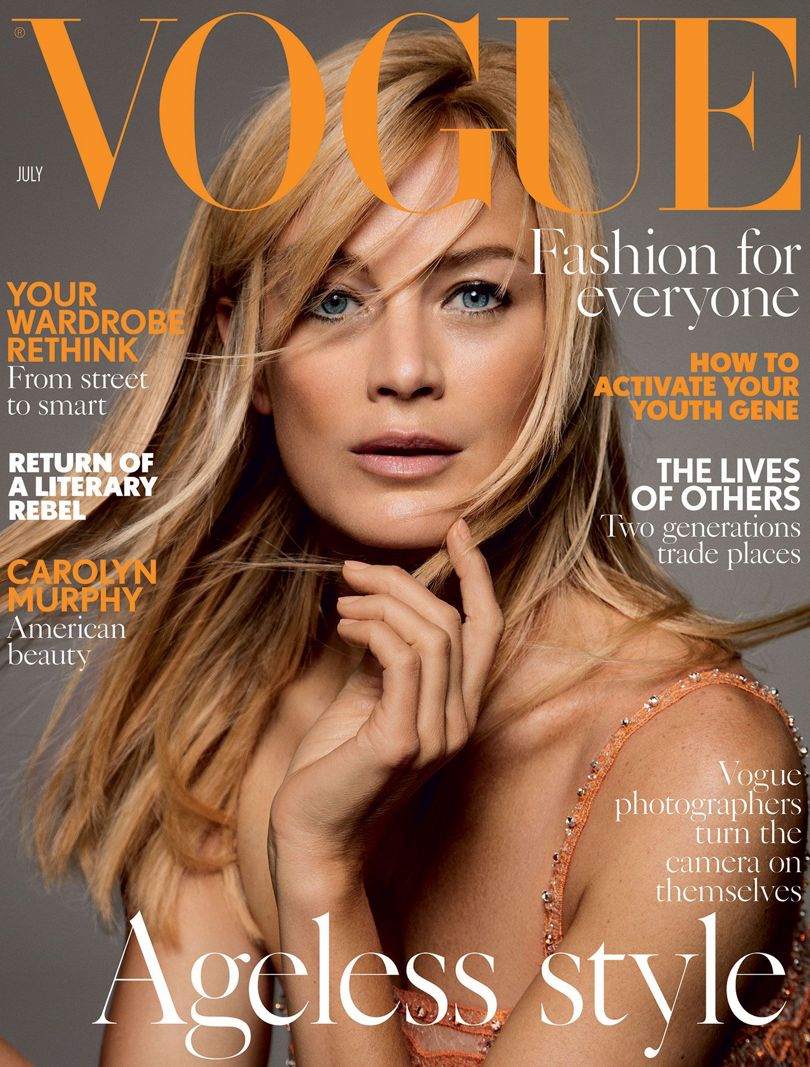 VOGUE
®
JULY
Fashion for
everyone
YOUR
WARDROBE
RETHINK
From street
to smart
HOW TO
ACTIVATE YOUR
YOUTH GENE
RETURN OF
A LITERARY
REBEL
THE LIVES
OF OTHERS
Two generations
trade places
CAROLYN
MURPHY
American
beauty
Vogue
photographers
turn the
camera on
themselves
Ageless style